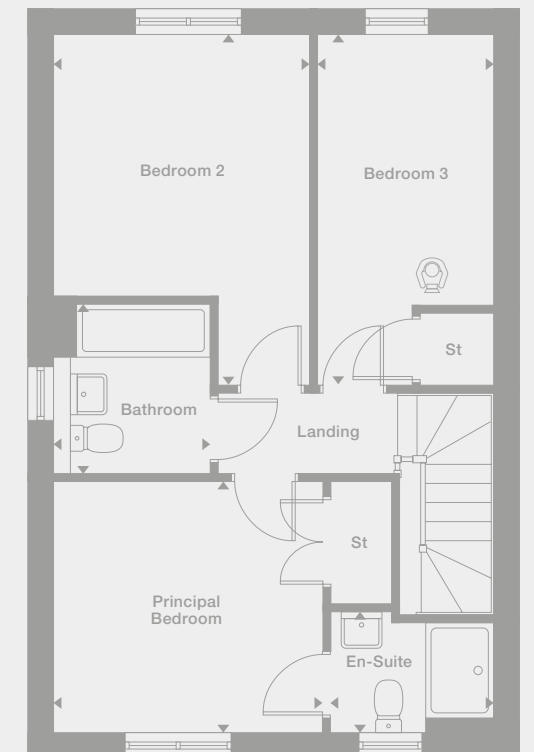 Bedroom 2
Bedroom 3
St
Bathroom
Landing
St
Principal
Bedroom
En-Suite